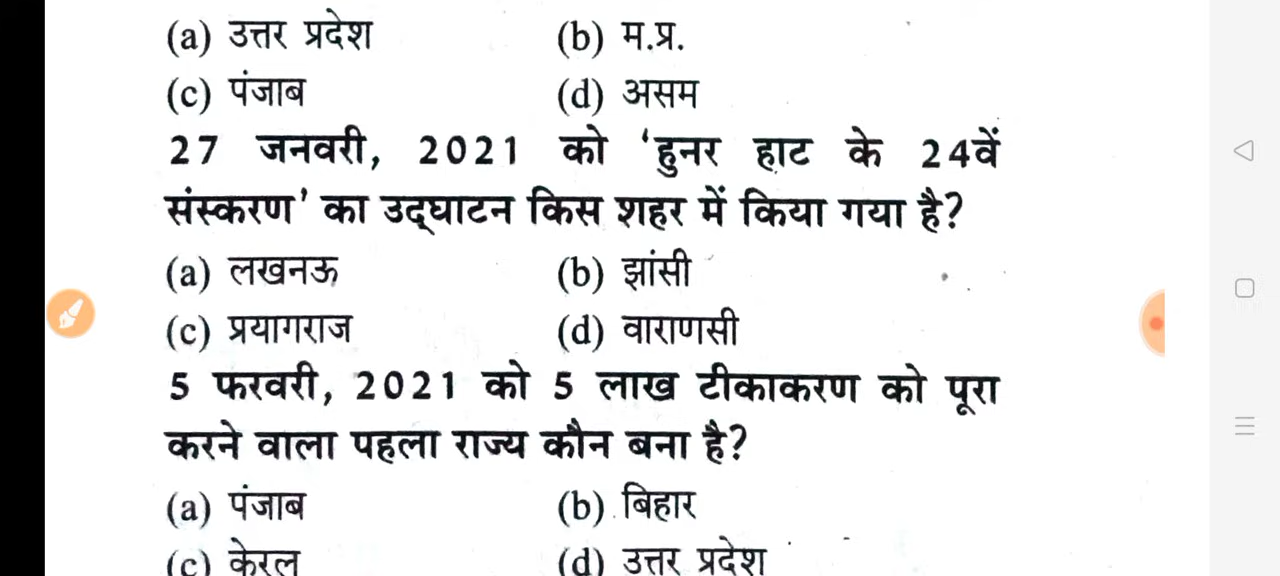 (a) उत्तर प्रदेश (b) म.प्र.
(c) पंजाब (d) असम
27 जनवरी, 2021 को 'हुनर हाट के 24वें
संस्करण' का उद्घाटन किस शहर में किया गया है?
(a) लखनऊ (b) झांसी
(c) प्रयागराज (d) वाराणसी
5 फरवरी, 2021 को 5 लाख टीकाकरण को पूरा
करने वाला पहला राज्य कौन बना है?
(a) पंजाब (b) बिहार
(c) केरल (d) उत्तर प्रदेश